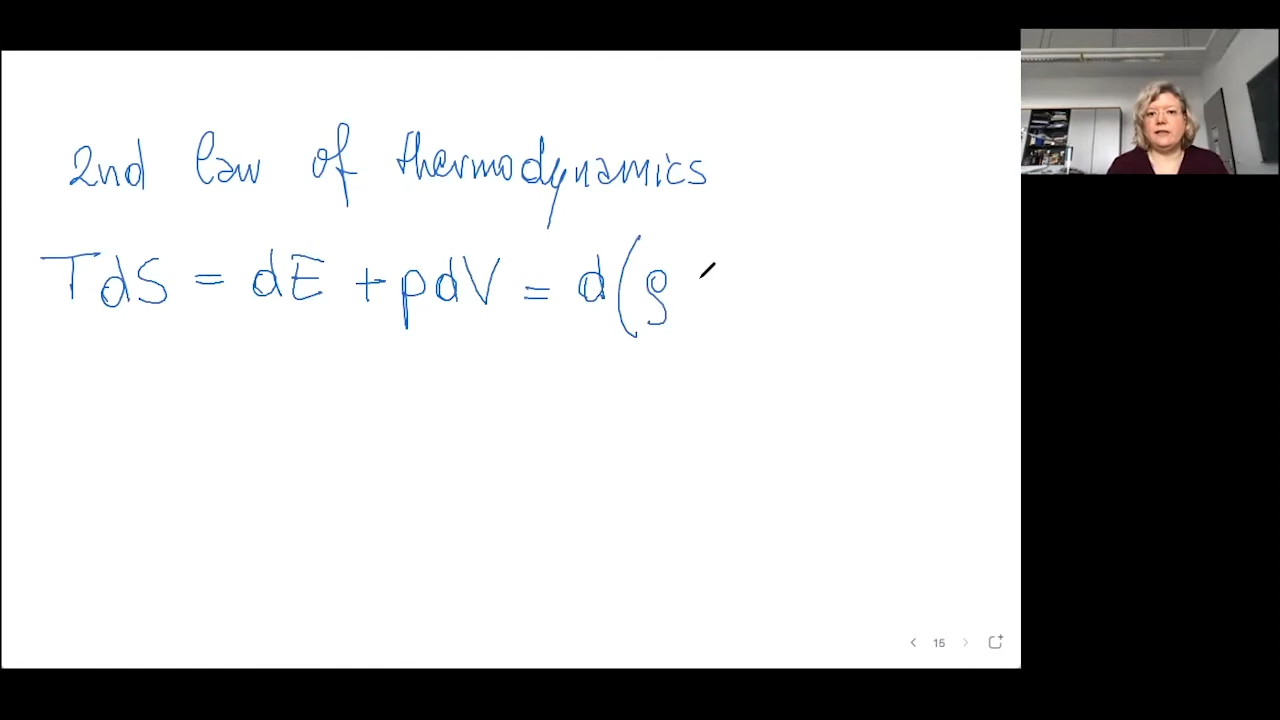 2nd law of thermodynamics
TdS = dE + pdV = d(ρ
15